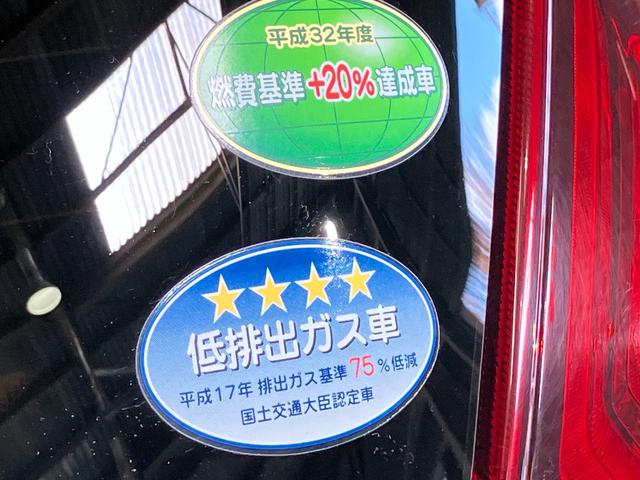 平成32年度
燃費基準+20%達成車
低排出ガス車
平成17年 排出ガス基準75%低減
国土交通大臣認定車